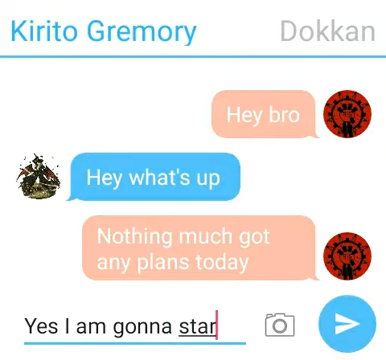 Kirito Gremory Dokkan
Hey bro
Hey what's up
Nothing much got
any plans today
Yes I am gonna star